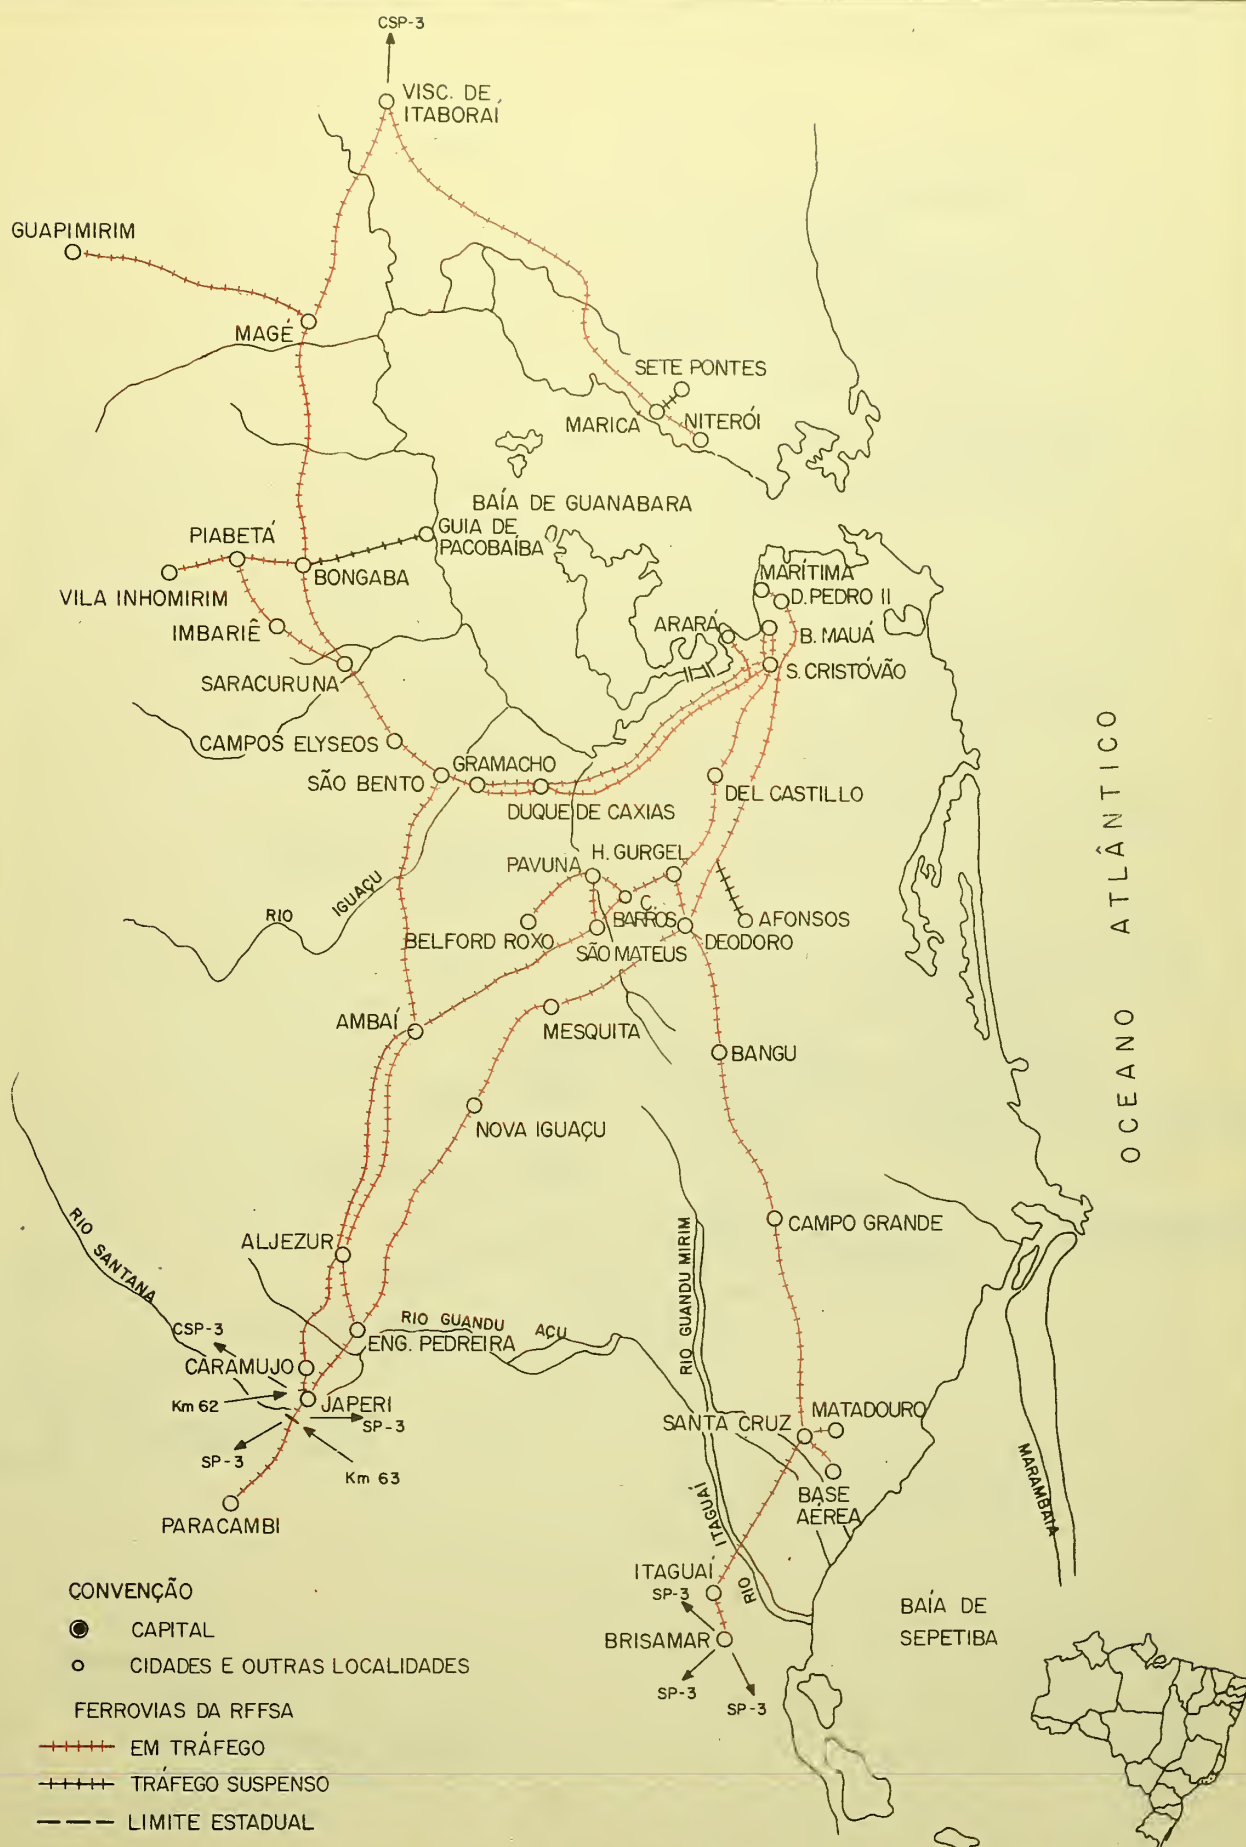 CSP-3
VISC. DE
ITABORAÍ
GUAPIMIRIM
MAGÉ
SETE PONTES
MARICA
NITERÓI
BAÍA DE GUANABARA
GUIA DE
PACOBAÍBA
PIABETÁ
BONGABA
VILA INHOMIRIM
IMBARIÊ
SARACURUNA
MARÍTIMA
D. PEDRO II
ARARÁ
B. MAUÁ
S. CRISTÓVÃO
CAMPOS ELYSEOS
GRAMACHO
SÃO BENTO
DUQUE DE CAXIAS
DEL CASTILLO
H. GURGEL
PAVUNA
C.
BARROS
AFONSOS
BELFORD ROXO
SÃO MATEUS
DEODORO
RIO IGUAÇU
AMBAÍ
MESQUITA
BANGU
NOVA IGUAÇU
OCEANO ATLÂNTICO
CAMPO GRANDE
ALJEZUR
RIO SANTANA
RIO GUANDU AÇU
RIO GUANDU MIRIM
ENG. PEDREIRA
CSP-3
CARAMUJO
Km 62
JAPERI
SP-3
SP-3
Km 63
PARACAMBI
SANTA CRUZ
MATADOURO
BASE
AÉREA
MARAMBAIA
RIO ITAGUAÍ
ITAGUAÍ
SP-3
BRISAMAR
SP-3
SP-3
BAÍA DE
SEPETIBA
CONVENÇÃO
CAPITAL
CIDADES E OUTRAS LOCALIDADES
FERROVIAS DA RFFSA
EM TRÁFEGO
TRÁFEGO SUSPENSO
LIMITE ESTADUAL